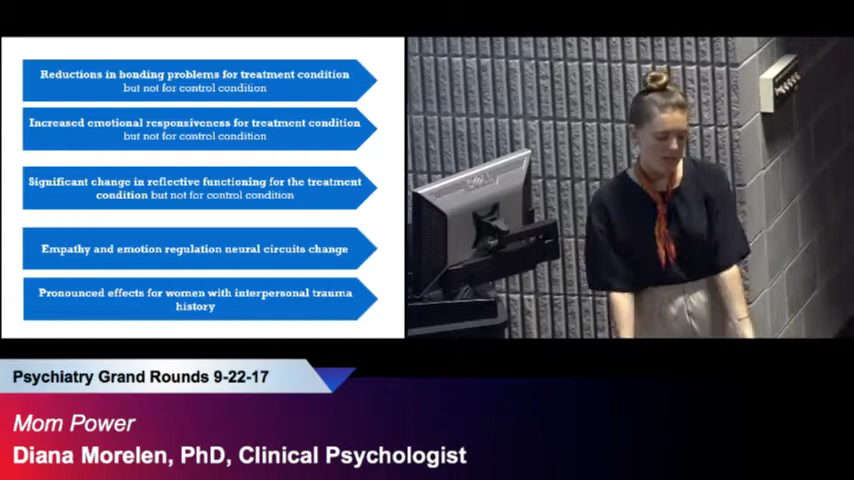 Reductions in bonding problems for treatment condition
but not for control condition
Increased emotional responsiveness for treatment condition
but not for control condition
Significant change in reflective functioning for the treatment
condition but not for control condition
Empathy and emotion regulation neural circuits change
Pronounced effects for women with interpersonal trauma
history
Psychiatry Grand Rounds 9-22-17
Mom Power
Diana Morelen, PhD, Clinical Psychologist